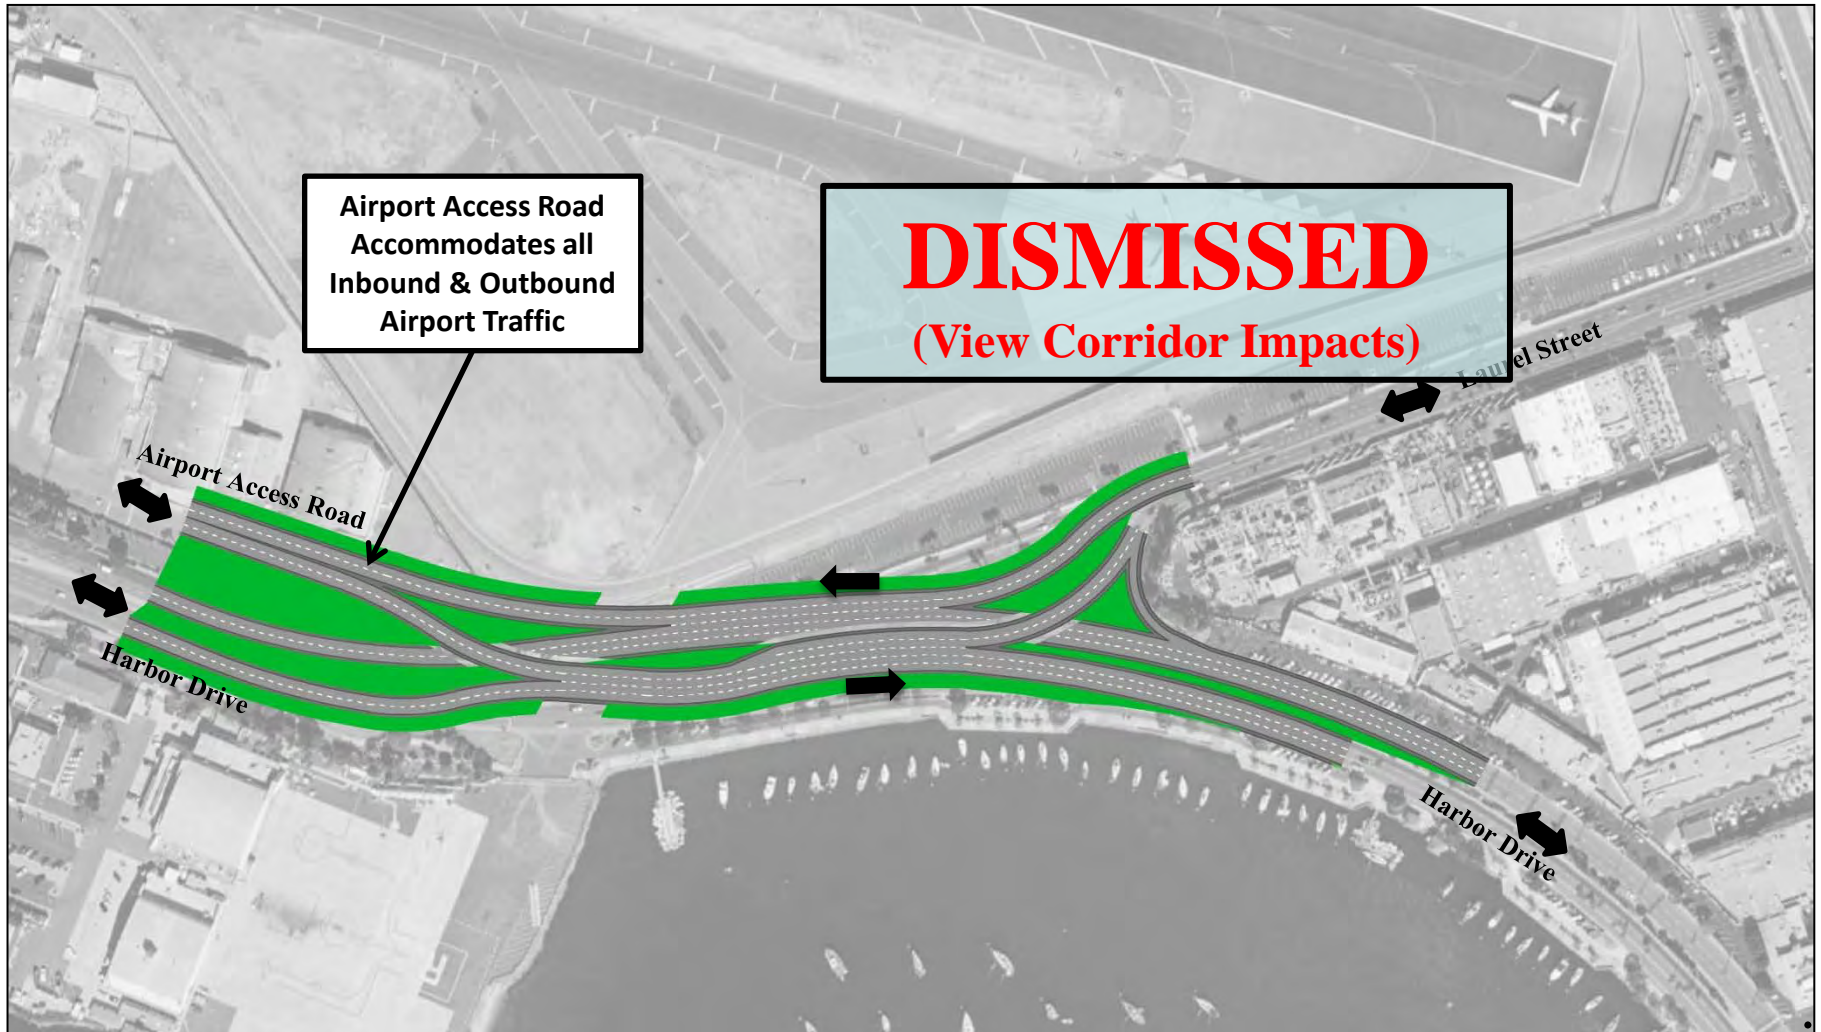 Airport Access Road
Accommodates all
Inbound & Outbound
Airport Traffic
DISMISSED
(View Corridor Impacts)
Laurel Street
Airport Access Road
Harbor Drive
Harbor Drive